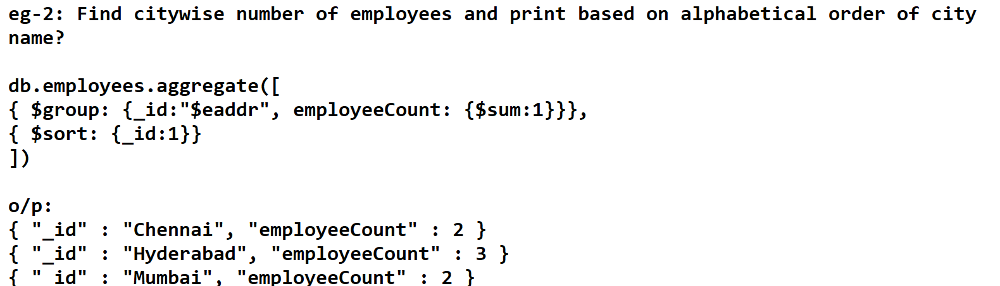 eg-2: Find citywise number of employees and print based on alphabetical order of city
name?
db.employees.aggregate([
{ $group: {_id:"$eaddr", employeeCount: {$sum:1}}},
{ $sort: {_id:1}}
])
o/p:
{ "_id" : "Chennai", "employeeCount" : 2 }
{ "_id" : "Hyderabad", "employeeCount" : 3 }
{ "_id" : "Mumbai", "employeeCount" : 2 }